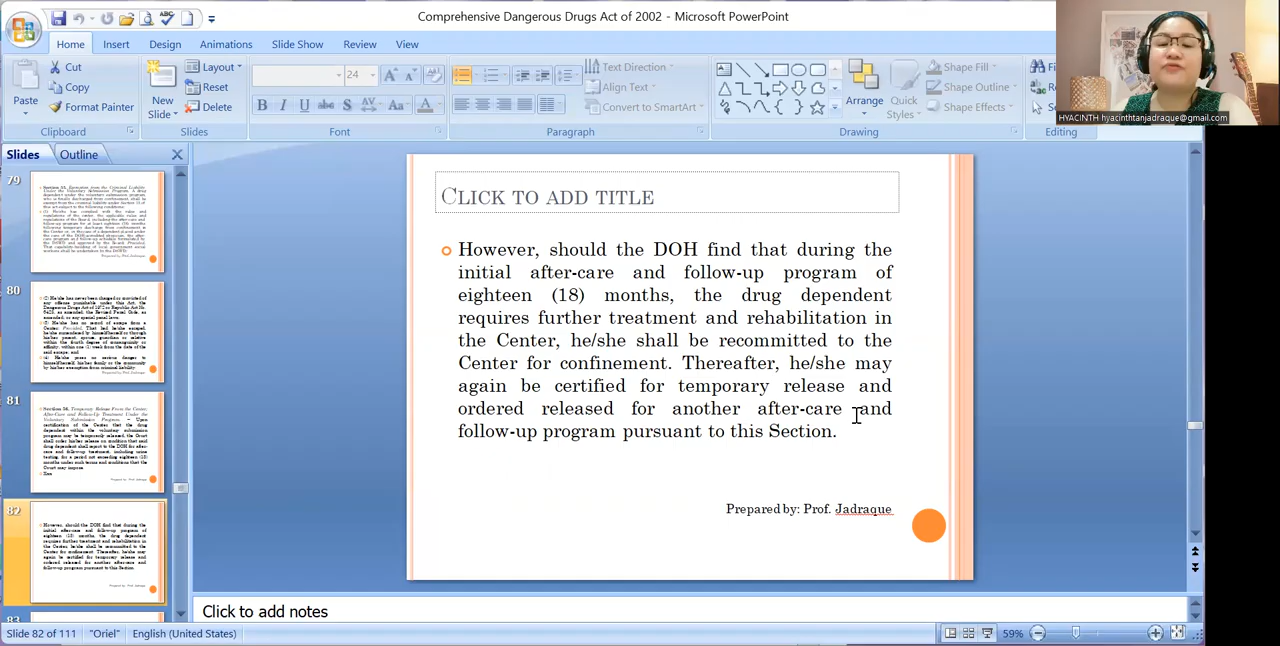 Comprehensive Dangerous Drugs Act of 2002 - Microsoft PowerPoint
Home Insert Design Animations Slide Show Review View
Cut
Copy
Format Painter
Paste
Clipboard
New
Slide
Layout
Reset
Delete
Slides
24
B I U abc S AV Aa A
Font
Text Direction
Align Text
Convert to SmartArt
Paragraph
Arrange
Quick
Styles
Shape Fill
Shape Outline
Shape Effects
Drawing
Editing
HYACINTH hyacinthtanjadraque@gmail.com
Slides Outline
79
80
81
82
83
CLICK TO ADD TITLE
However, should the DOH find that during the
initial after-care and follow-up program of
eighteen (18) months, the drug dependent
requires further treatment and rehabilitation in
the Center, he/she shall be recommitted to the
Center for confinement. Thereafter, he/she may
again be certified for temporary release and
ordered released for another after-care and
follow-up program pursuant to this Section.
Prepared by: Prof. Jadraque
Click to add notes
Slide 82 of 111 "Oriel" English (United States) 59%